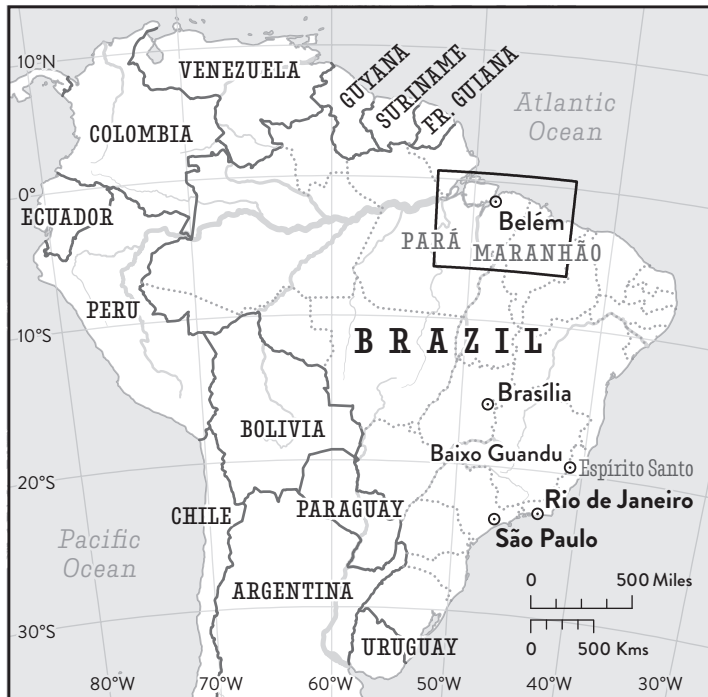 10°N
VENEZUELA
GUYANA
SURINAME
FR. GUIANA
Atlantic
Ocean
COLOMBIA
0°
ECUADOR
Belém
PARÁ
MARANHÃO
PERU
10°S
BRAZIL
Brasília
BOLIVIA
Baixo Guandu
Espírito Santo
20°S
CHILE
PARAGUAY
Rio de Janeiro
São Paulo
Pacific
Ocean
ARGENTINA
0 500 Miles
0 500 Kms
30°S
URUGUAY
80°W 70°W 60°W 50°W 40°W